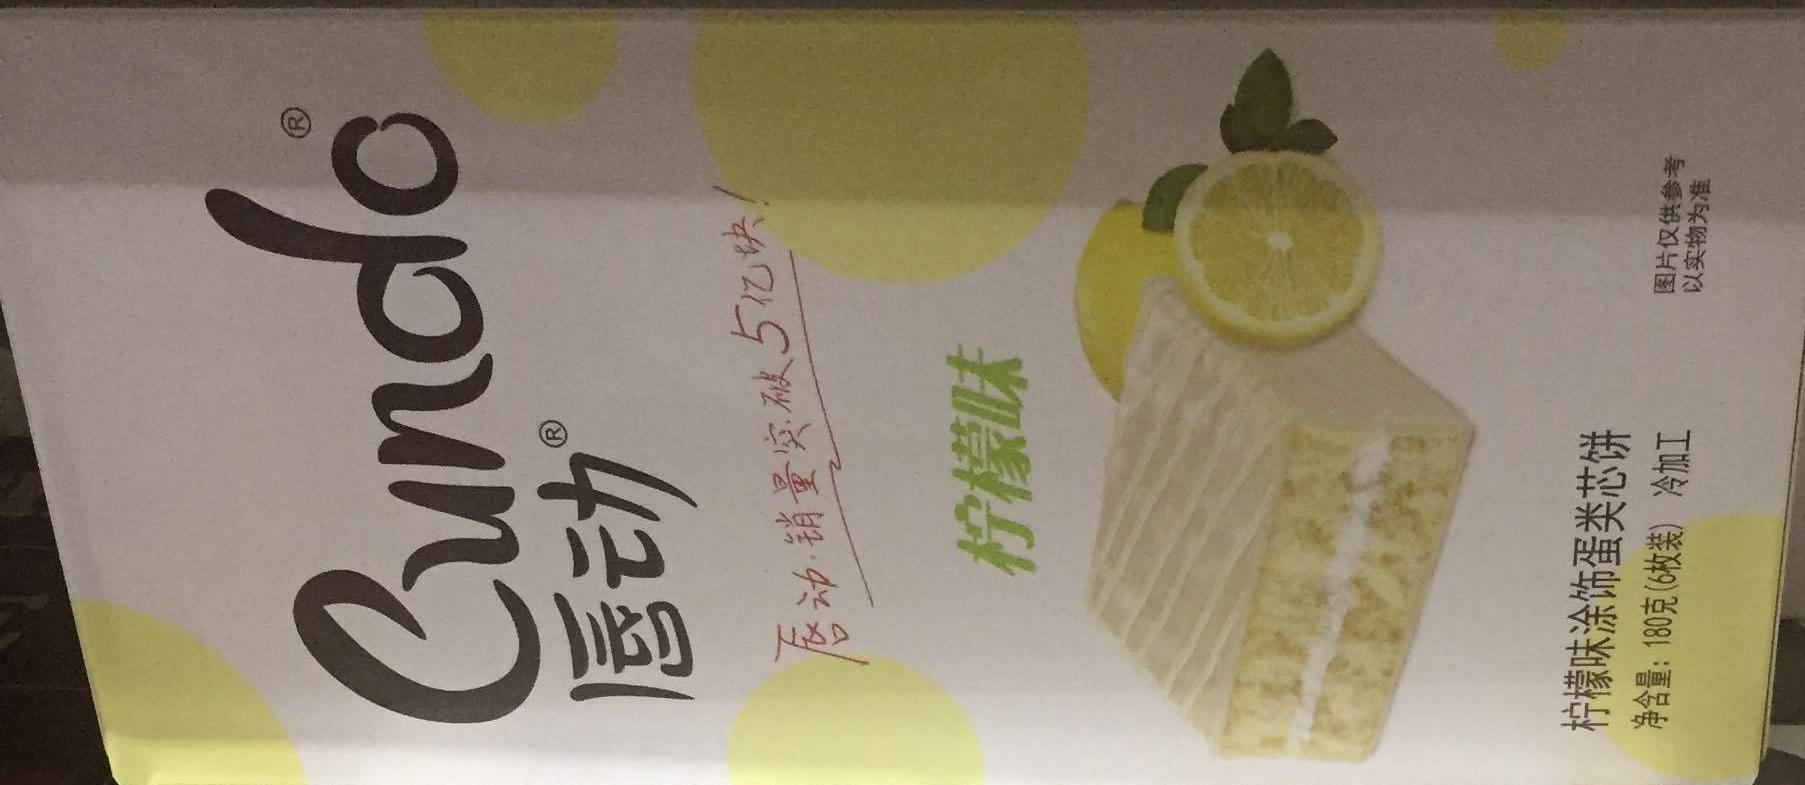 Cundo®
唇动®
唇动·销量突破5亿块!
柠檬味
柠檬味涂饰蛋类芯饼
净含量：180克(6枚装) 冷加工
图片仅供参考
以实物为准